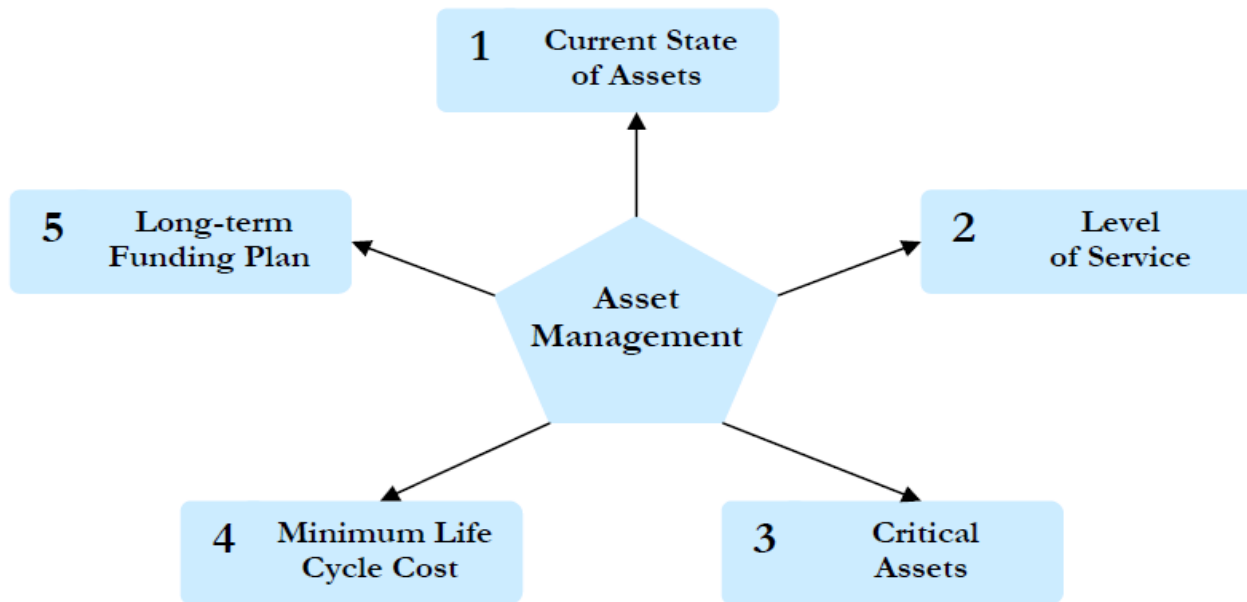 1 Current State
of Assets
5 Long-term
Funding Plan
2 Level
of Service
Asset
Management
4 Minimum Life
Cycle Cost
3 Critical
Assets